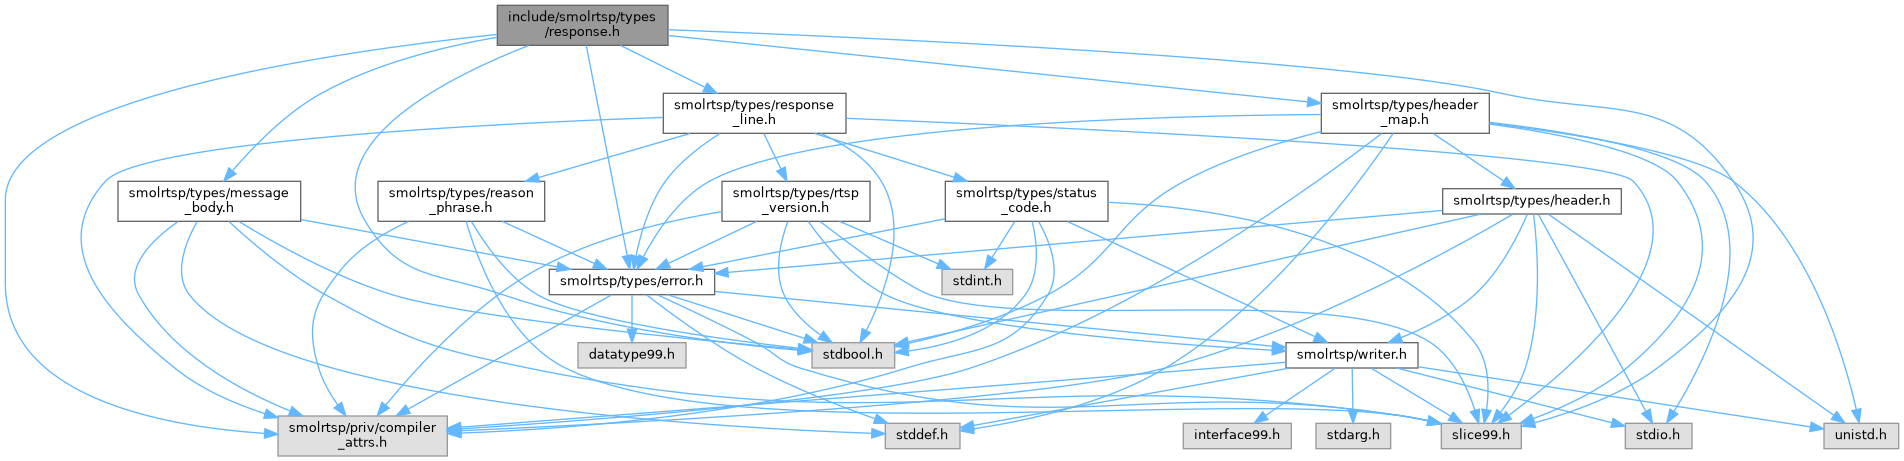 include/smolrtsp/types
/response.h
smolrtsp/types/response
_line.h
smolrtsp/types/header
_map.h
smolrtsp/types/message
_body.h
smolrtsp/types/reason
_phrase.h
smolrtsp/types/rtsp
_version.h
smolrtsp/types/status
_code.h
smolrtsp/types/header.h
smolrtsp/types/error.h
stdint.h
datatype99.h
stdbool.h
smolrtsp/writer.h
smolrtsp/priv/compiler
_attrs.h
stddef.h
interface99.h
stdarg.h
slice99.h
stdio.h
unistd.h